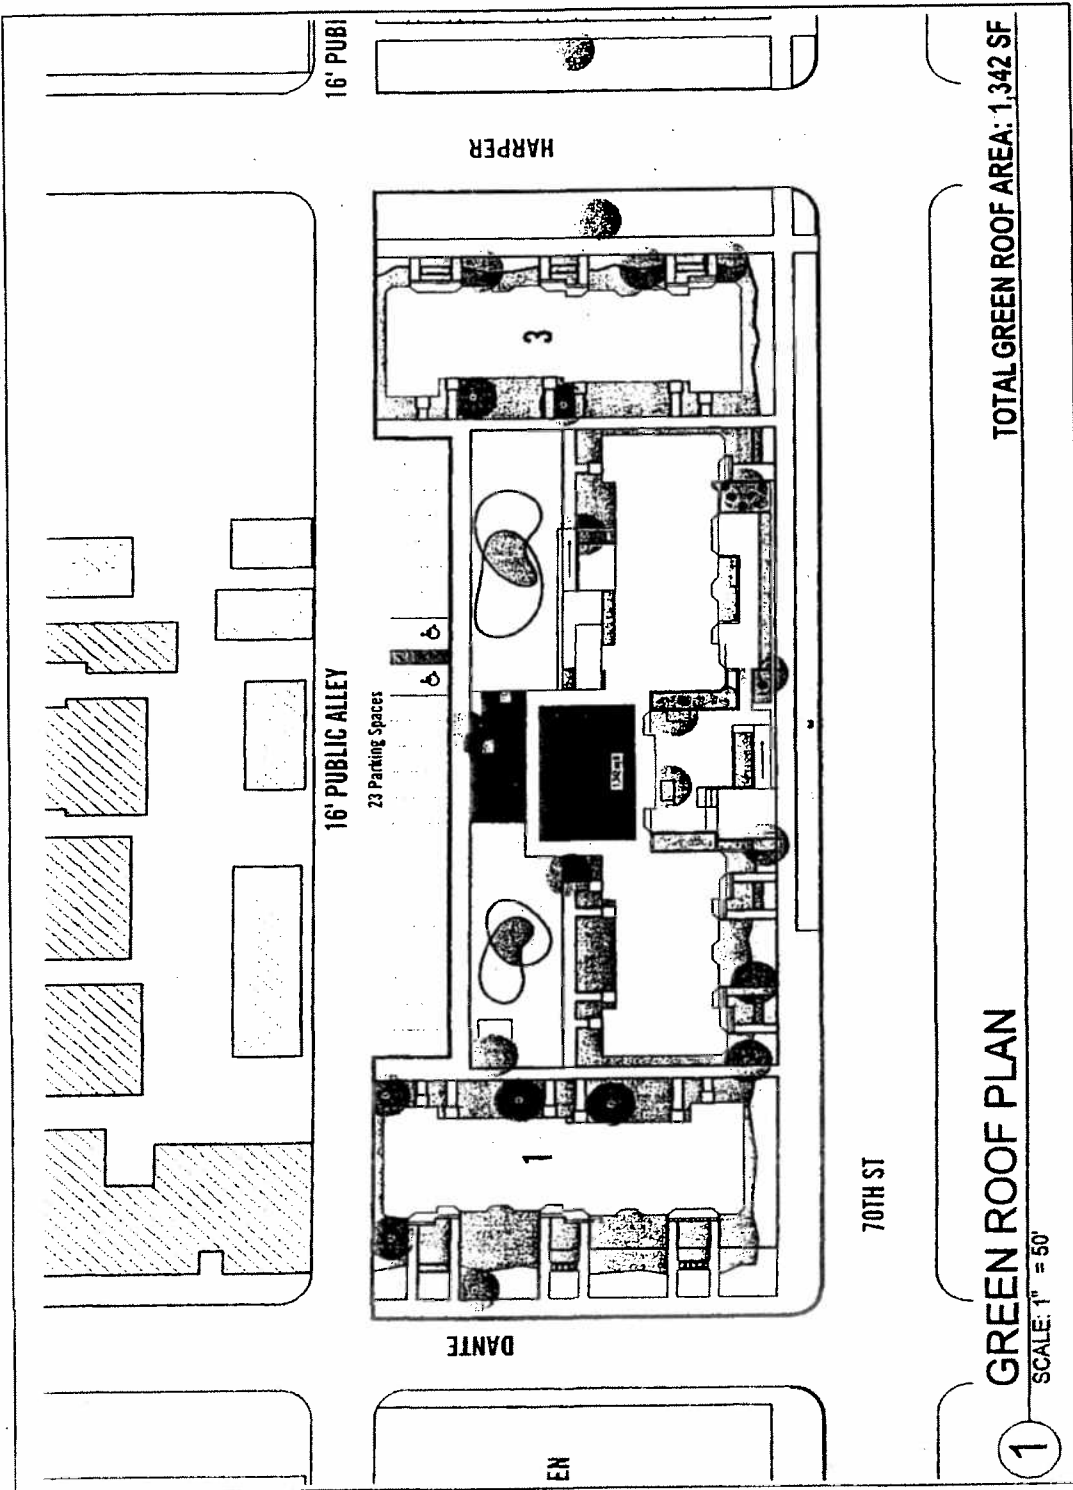 16' PUBI
HARPER
3
16' PUBLIC ALLEY
23 Parking Spaces
1
DANTE
EN
70TH ST
TOTAL GREEN ROOF AREA: 1,342 SF
1
GREEN ROOF PLAN
SCALE: 1" = 50'